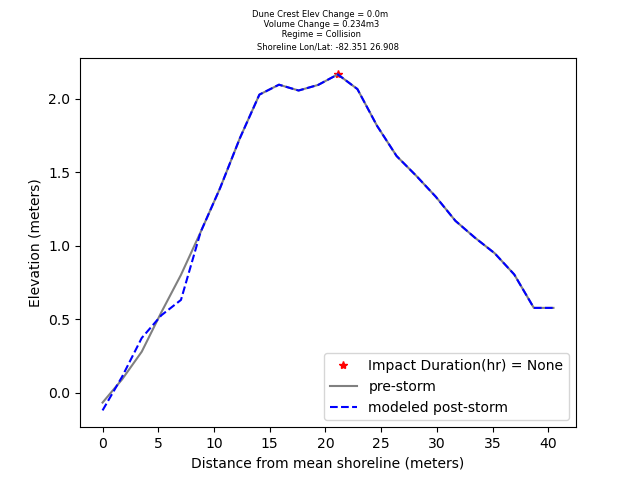 Dune Crest Elev Change = 0.0m
Volume Change = 0.234m3
Regime = Collision
Shoreline Lon/Lat: -82.351 26.908
2.0
1.5
1.0
0.5
0.0
Elevation (meters)
Impact Duration(hr) = None
pre-storm
modeled post-storm
0 5 10 15 20 25 30 35 40
Distance from mean shoreline (meters)